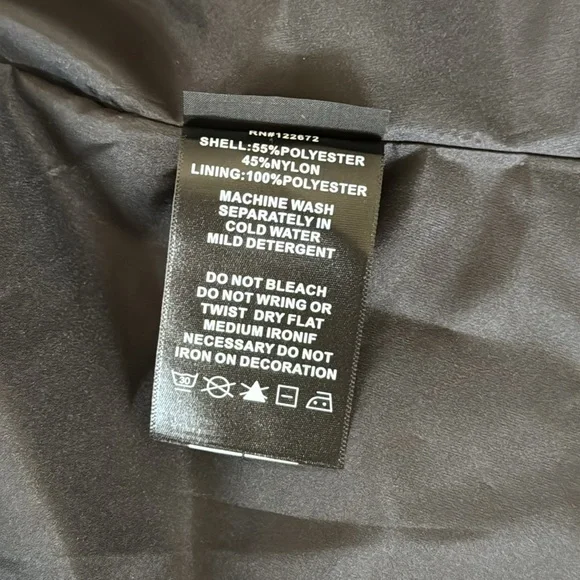 RN#122672
SHELL:55%POLYESTER
45%NYLON
LINING:100%POLYESTER
MACHINE WASH
SEPARATELY IN
COLD WATER
MILD DETERGENT
DO NOT BLEACH
DO NOT WRING OR
TWIST DRY FLAT
MEDIUM IRONIF
NECESSARY DO NOT
IRON ON DECORATION
30